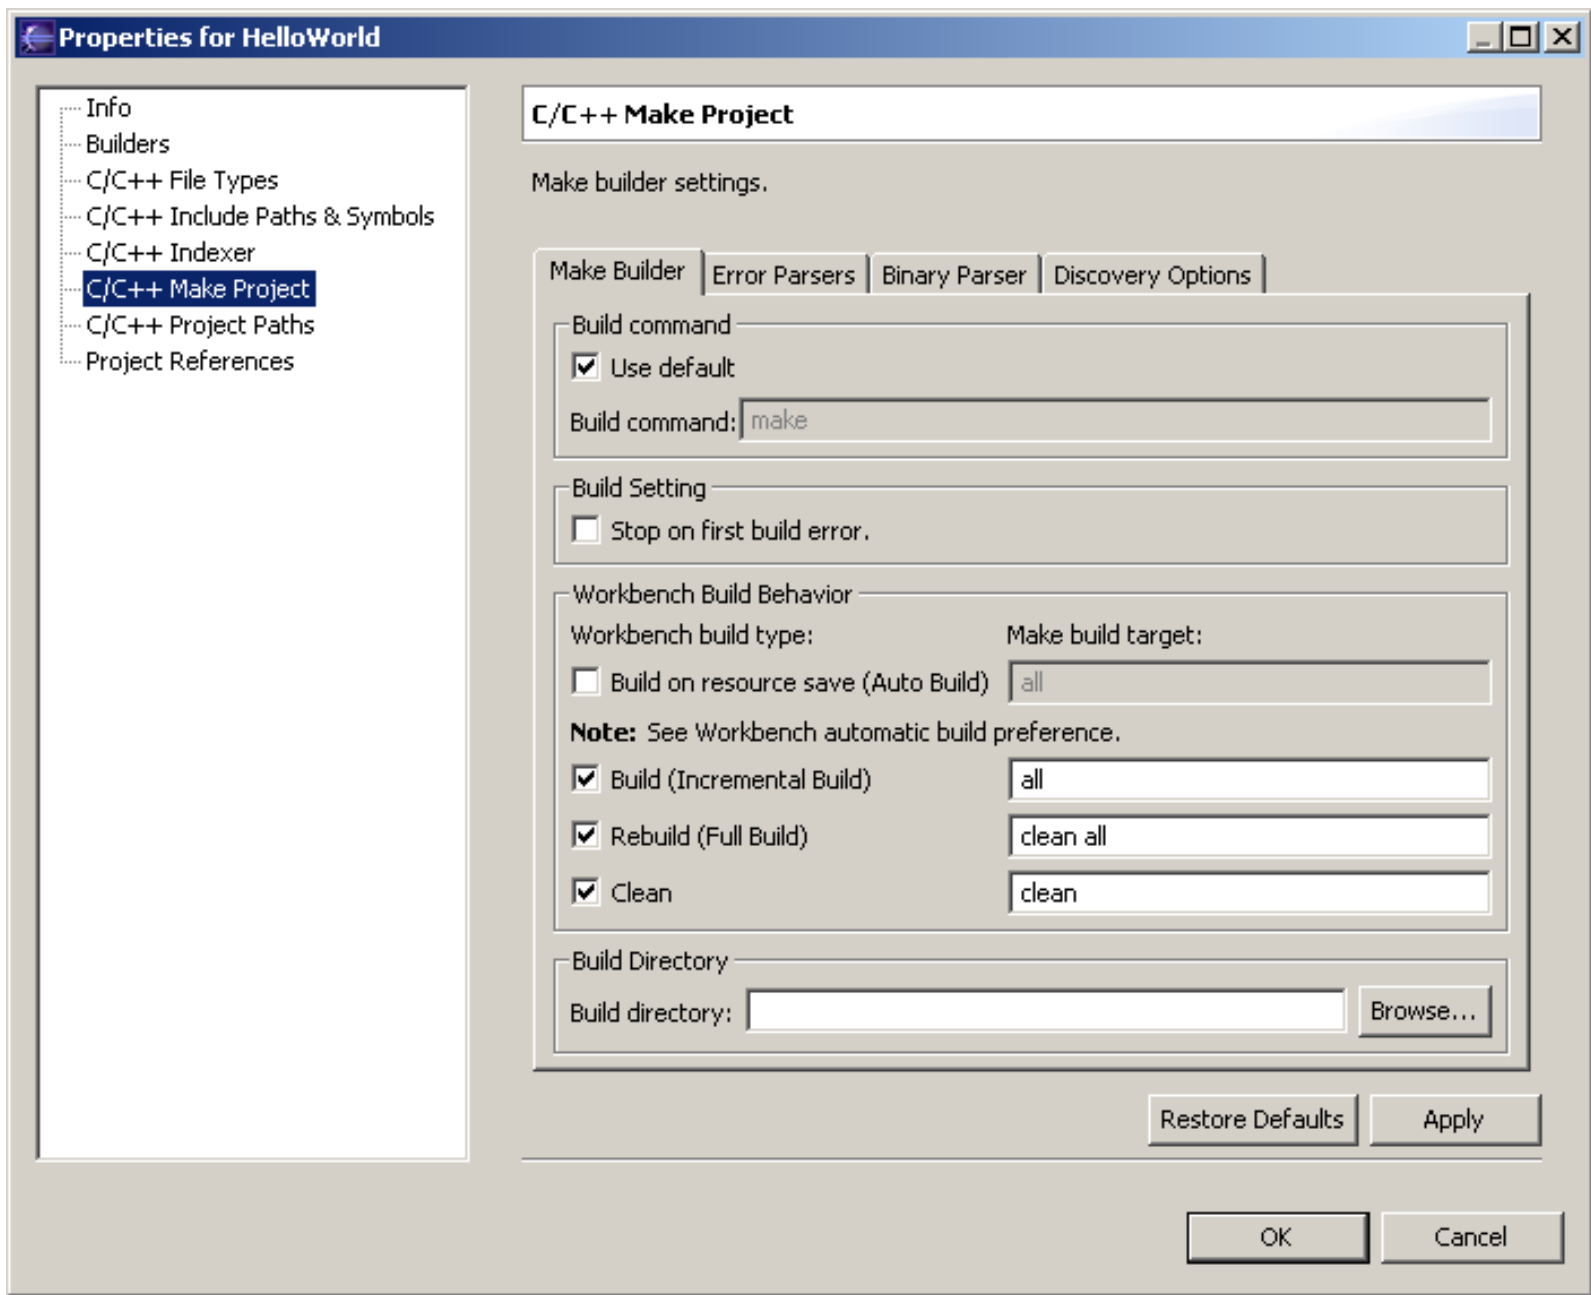 Properties for HelloWorld
Info
Builders
C/C++ File Types
C/C++ Include Paths & Symbols
C/C++ Indexer
C/C++ Make Project
C/C++ Project Paths
Project References
C/C++ Make Project
Make builder settings.
Make Builder Error Parsers Binary Parser Discovery Options
Build command
Use default
Build command: make
Build Setting
Stop on first build error.
Workbench Build Behavior
Workbench build type: Make build target:
Build on resource save (Auto Build) all
Note: See Workbench automatic build preference.
Build (Incremental Build) all
Rebuild (Full Build) clean all
Clean clean
Build Directory
Build directory: Browse...
Restore Defaults Apply
OK Cancel